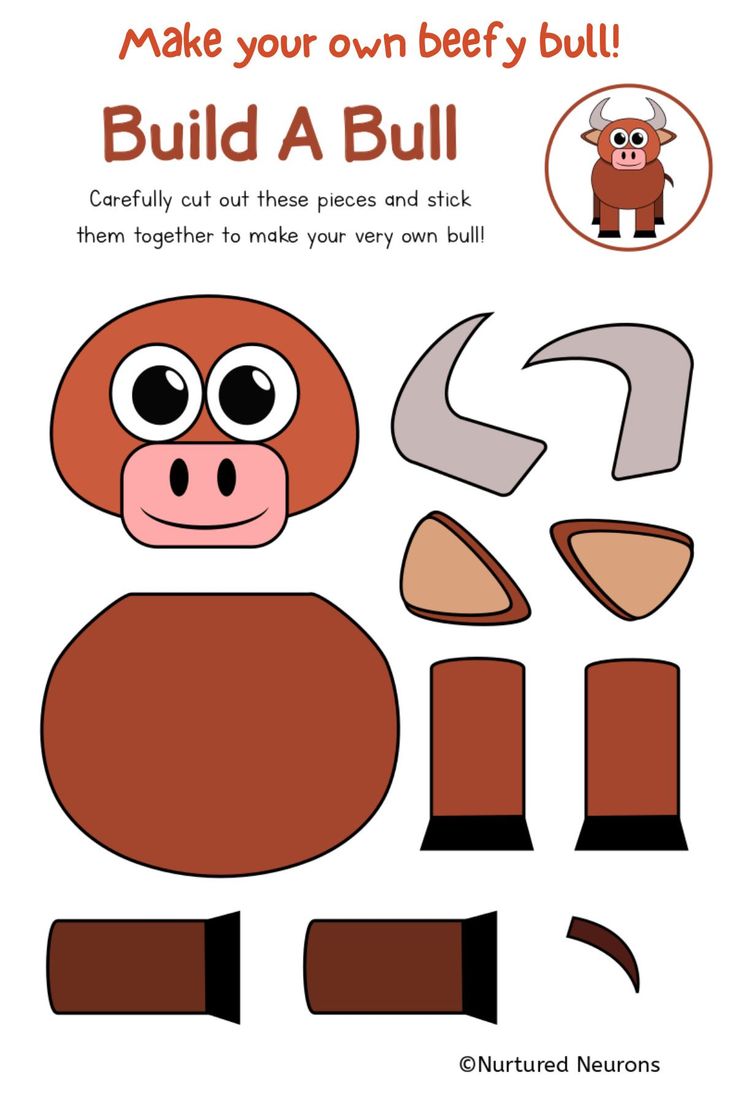 Make your own beefy bull!
Build A Bull
Carefully cut out these pieces and stick
them together to make your very own bull!
©Nurtured Neurons